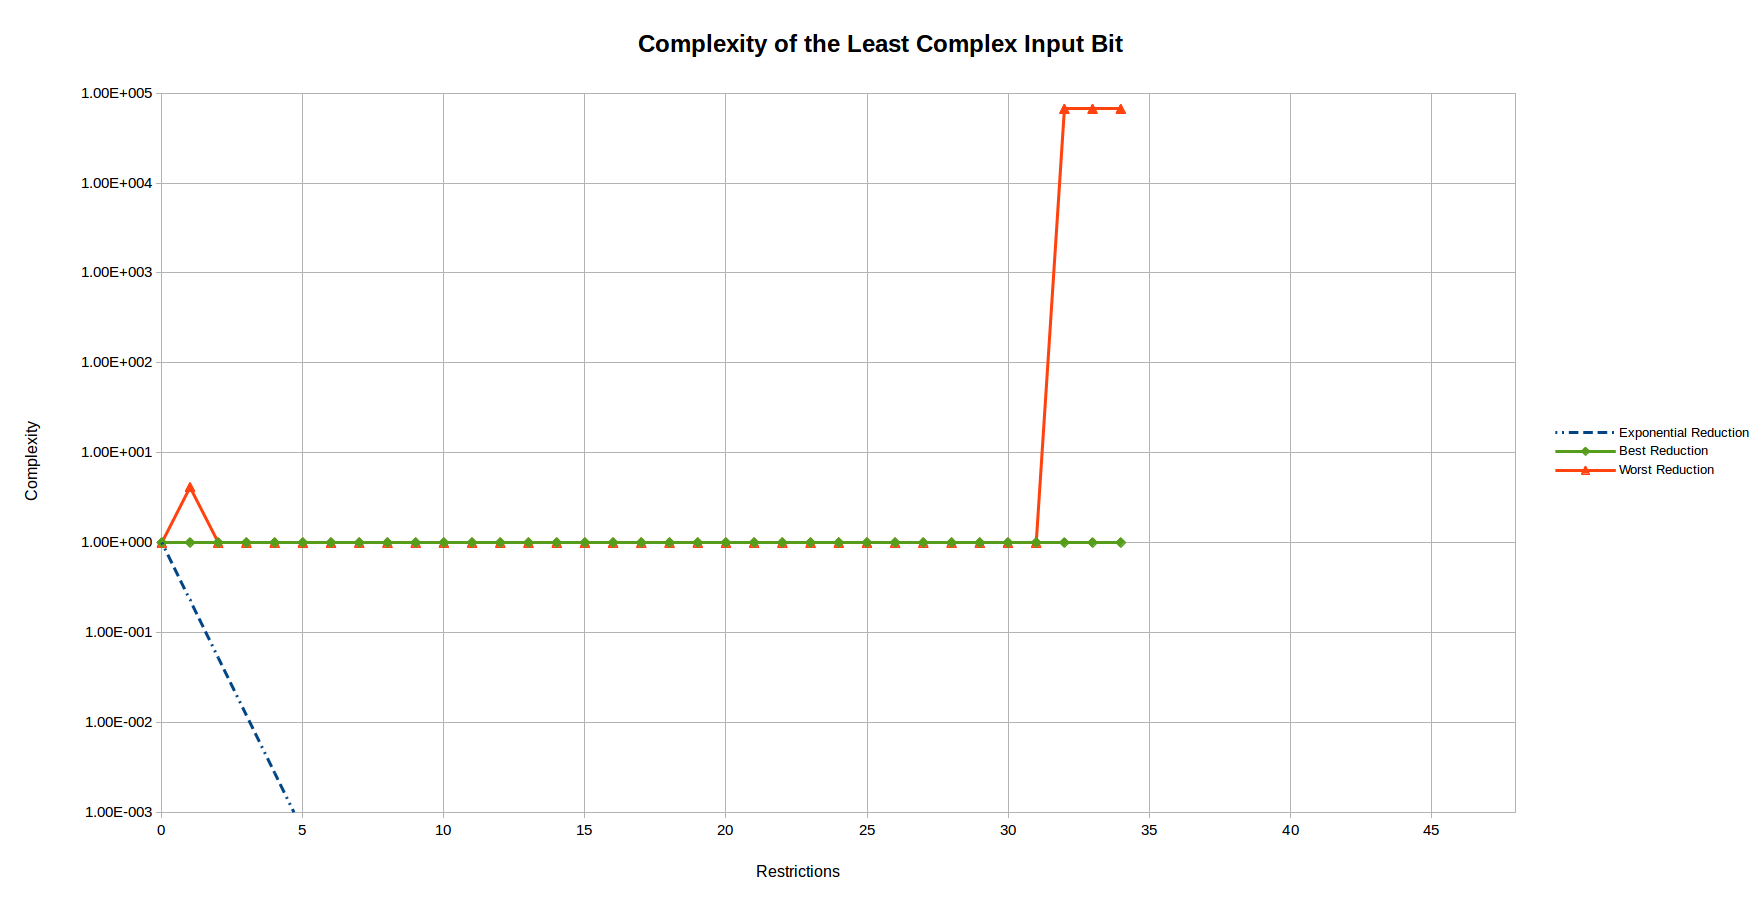 Complexity of the Least Complex Input Bit
1.00E+005
1.00E+004
1.00E+003
1.00E+002
1.00E+001
1.00E+000
1.00E-001
1.00E-002
1.00E-003
Complexity
0 5 10 15 20 25 30 35 40 45
Restrictions
Exponential Reduction
Best Reduction
Worst Reduction